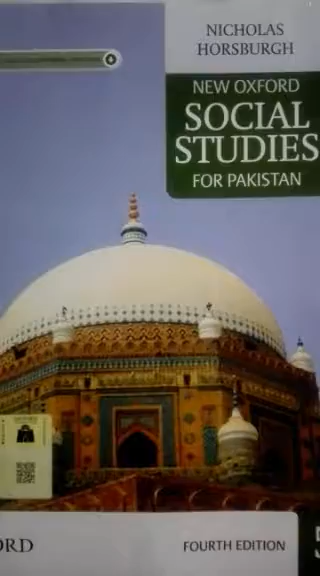 NICHOLAS
HORSBURGH
NEW OXFORD
SOCIAL
STUDIES
FOR PAKISTAN
ORD
FOURTH EDITION
5